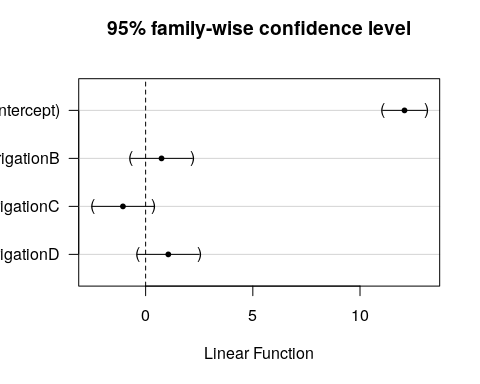 95% family-wise confidence level
ntercept)
rigationB
rigationC
rigationD
0 5 10
Linear Function